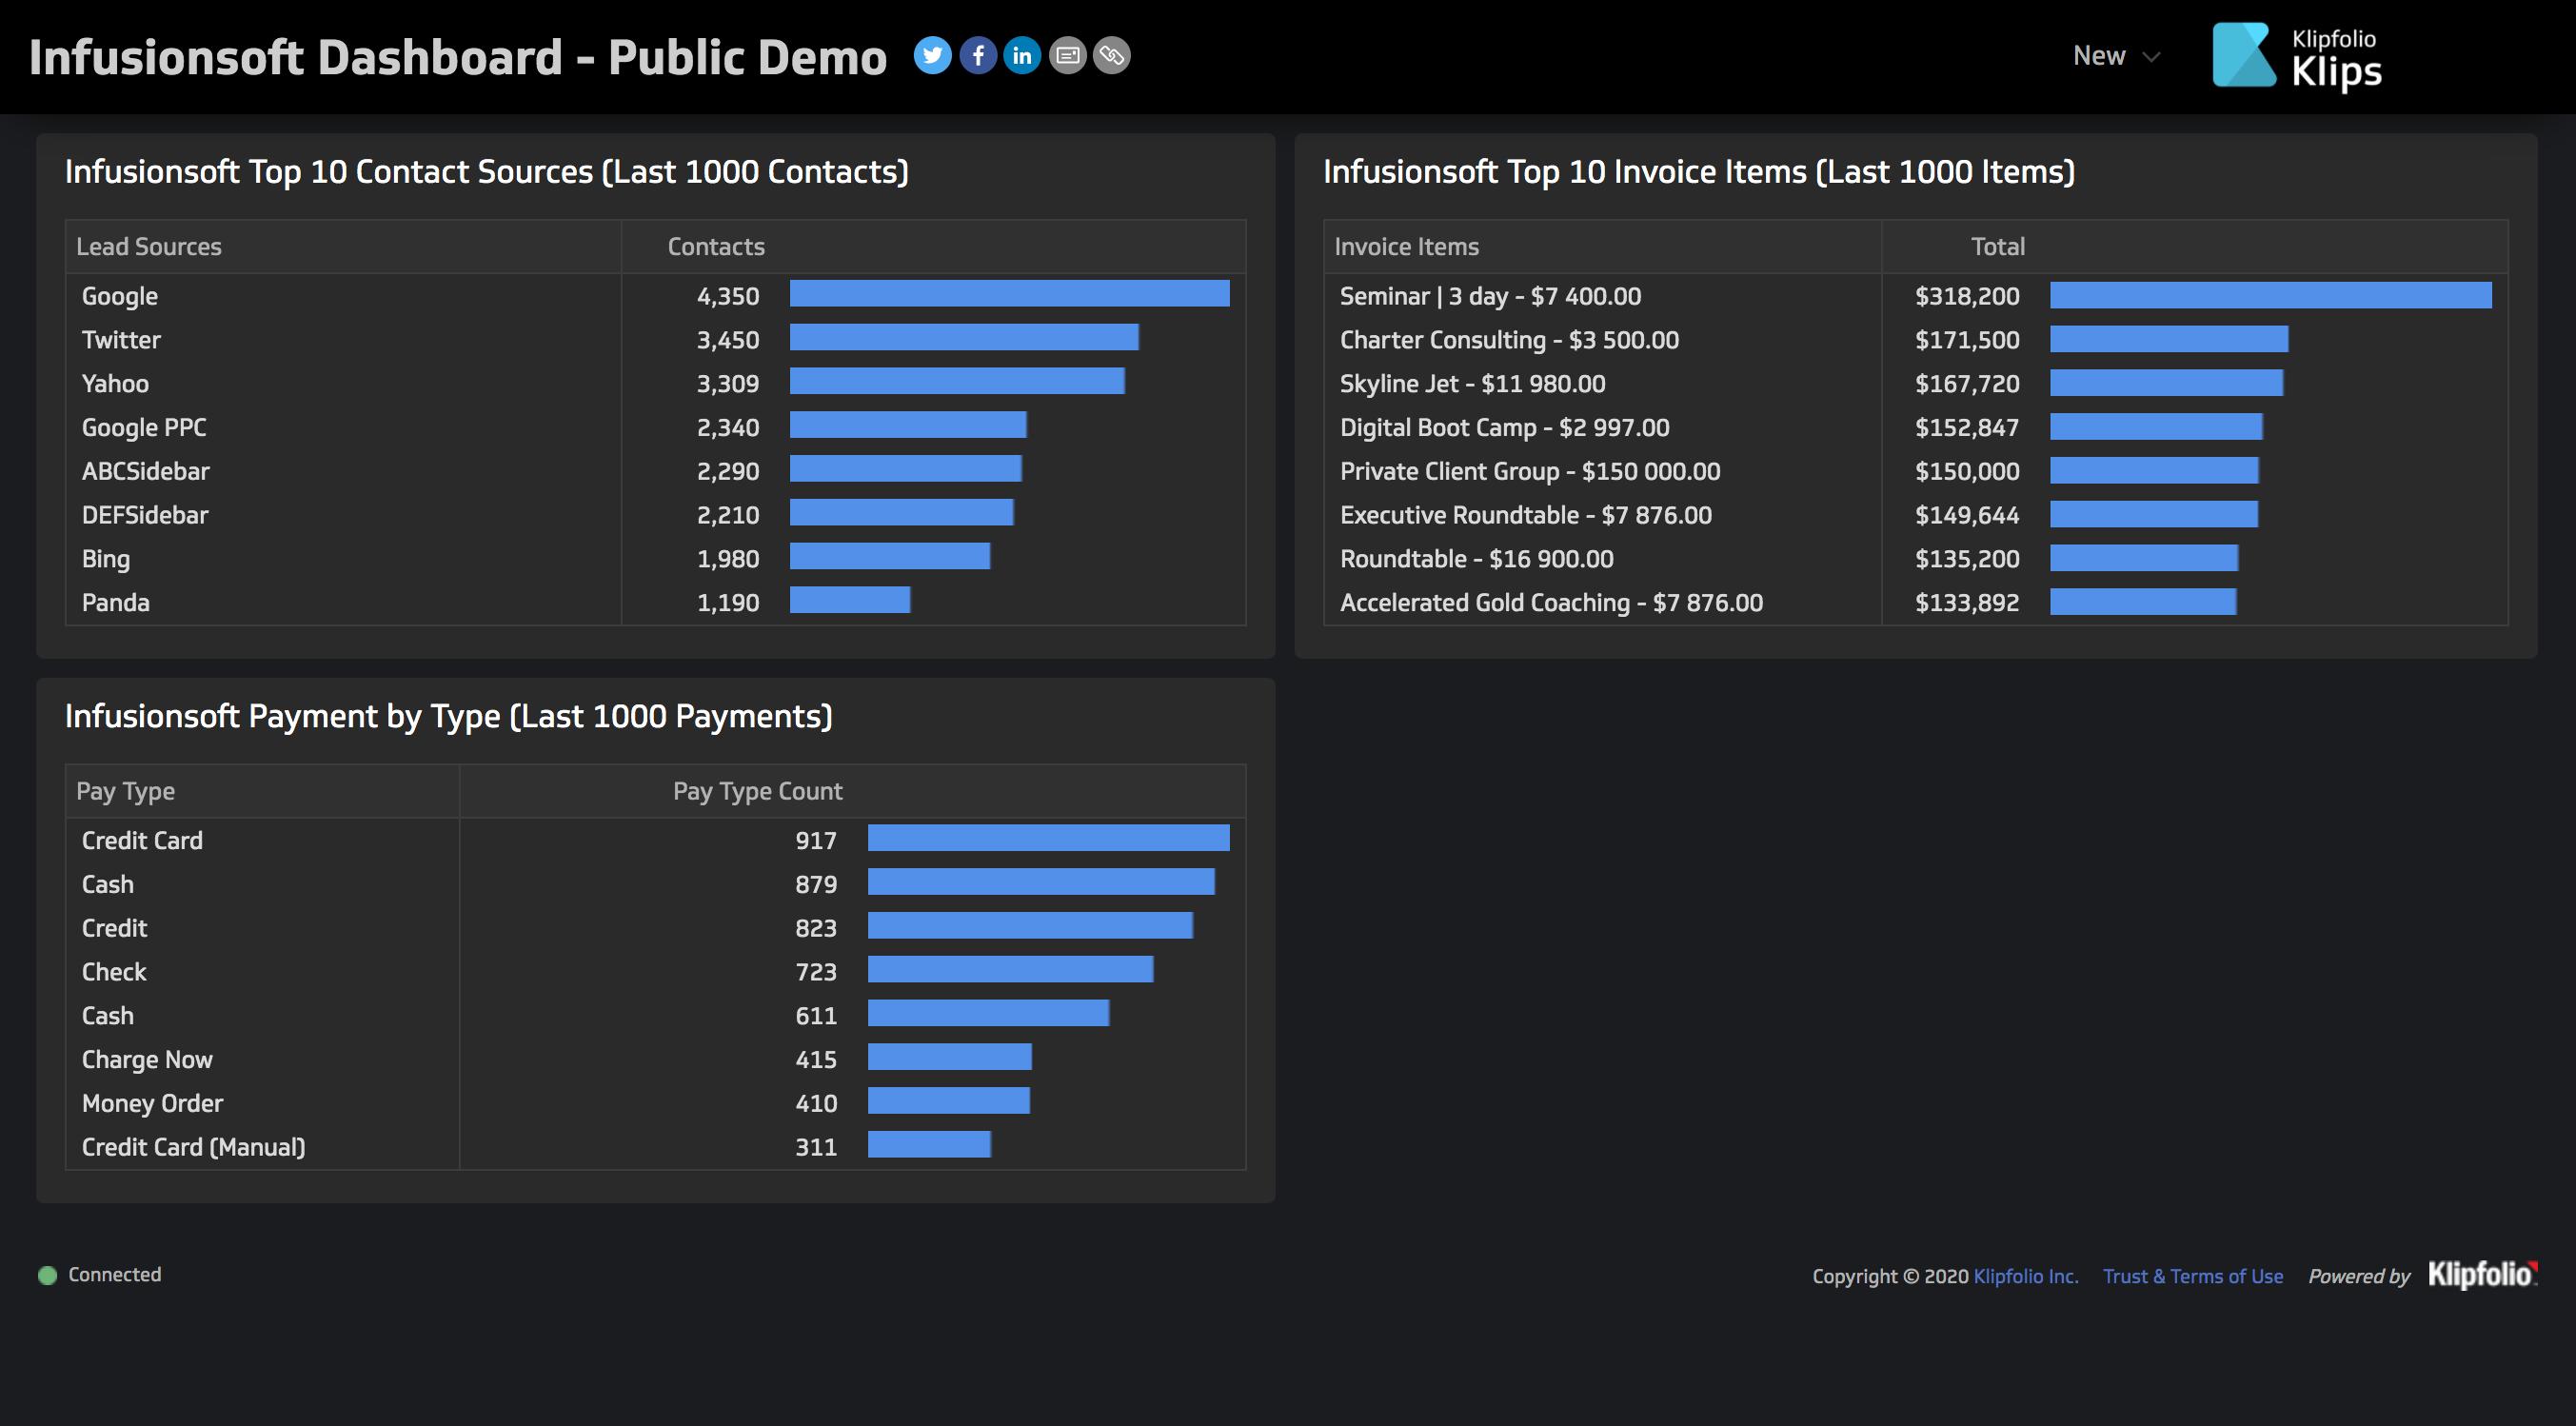 Infusionsoft Dashboard - Public Demo
New
Klipfolio
Klips
Infusionsoft Top 10 Contact Sources (Last 1000 Contacts)
Lead Sources Contacts
Google 4,350
Twitter 3,450
Yahoo 3,309
Google PPC 2,340
ABCSidebar 2,290
DEFSidebar 2,210
Bing 1,980
Panda 1,190
Infusionsoft Top 10 Invoice Items (Last 1000 Items)
Invoice Items Total
Seminar | 3 day - $7 400.00 $318,200
Charter Consulting - $3 500.00 $171,500
Skyline Jet - $11 980.00 $167,720
Digital Boot Camp - $2 997.00 $152,847
Private Client Group - $150 000.00 $150,000
Executive Roundtable - $7 876.00 $149,644
Roundtable - $16 900.00 $135,200
Accelerated Gold Coaching - $7 876.00 $133,892
Infusionsoft Payment by Type (Last 1000 Payments)
Pay Type Pay Type Count
Credit Card 917
Cash 879
Credit 823
Check 723
Cash 611
Charge Now 415
Money Order 410
Credit Card (Manual) 311
Connected
Copyright © 2020 Klipfolio Inc. Trust & Terms of Use Powered by Klipfolio